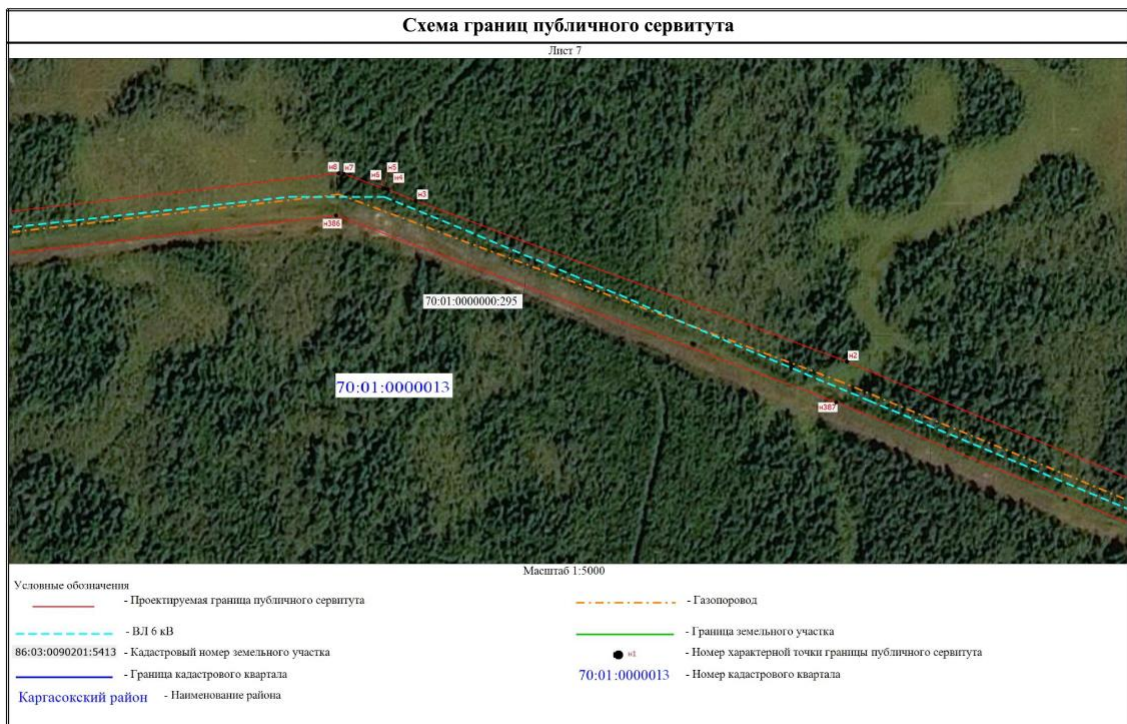 Схема границ публичного сервитута
Лист 7
н8 н7 н6 н5
н4
н3
н386
70:01:0000000:295
70:01:0000013
н2
н387
Масштаб 1:5000
Условные обозначения
- Проектируемая граница публичного сервитута
- Газопоровод
- ВЛ 6 кВ
- Граница земельного участка
86:03:0090201:5413 - Кадастровый номер земельного участка
н1 - Номер характерной точки границы публичного сервитута
- Граница кадастрового квартала
70:01:0000013 - Номер кадастрового квартала
Каргасокский район - Наименование района